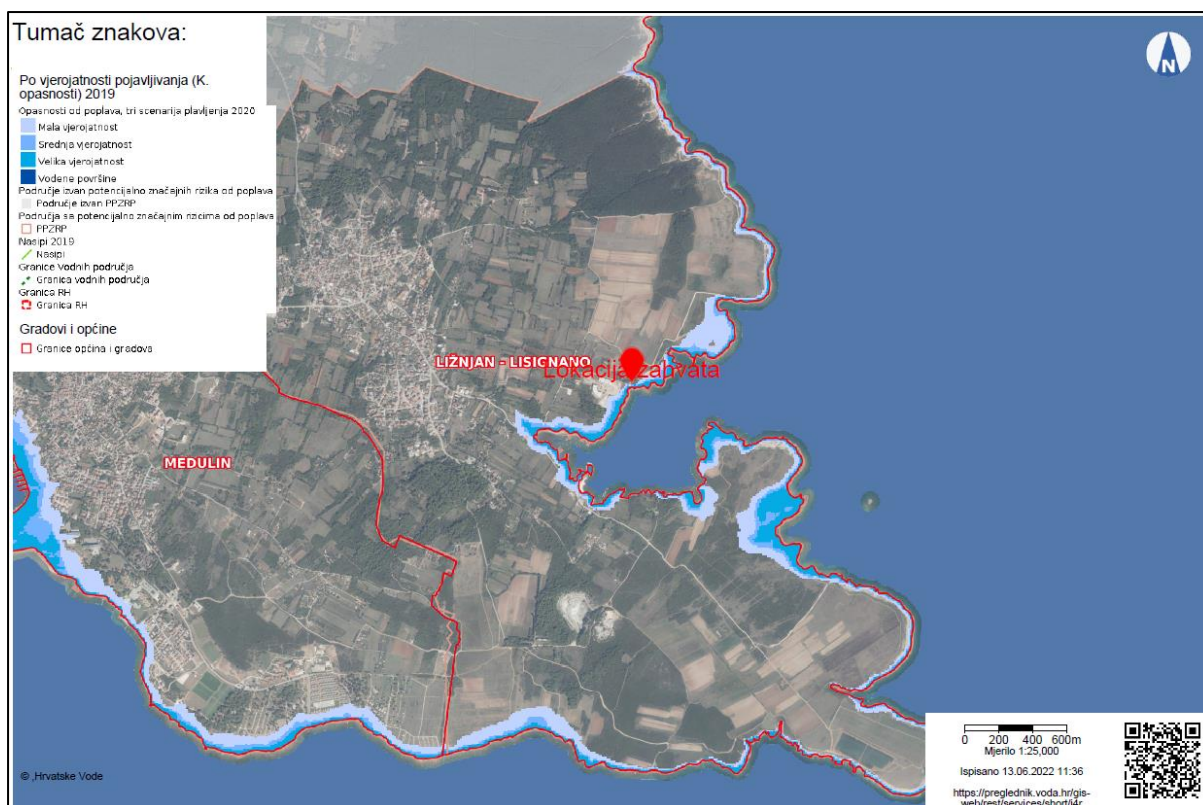 Tumač znakova:
Po vjerojatnosti pojavljivanja (K.
opasnosti) 2019
Opasnosti od poplava, tri scenarija plavljenja 2020
Mala vjerojatnost
Srednja vjerojatnost
Velika vjerojatnost
Vodene površine
Područje izvan potencijalno značajnih rizika od poplava
Područje izvan PPZRP
Područja sa potencijalno značajnim rizicima od poplava
PPZRP
Nasipi 2019
Nasipi
Granice Vodnih područja
Granica vodnih područja
Granica RH
Granica RH
Gradovi i općine
Granice općina i gradova
N
LIŽNJAN - LISIGNANO
Lokacija zahvata
MEDULIN
© ,Hrvatske Vode
0 200 400 600m
Mjerilo 1:25,000
Ispisano 13.06.2022 11:36
https://preglednik.voda.hr/gis-
web/rest/services/short/j4r